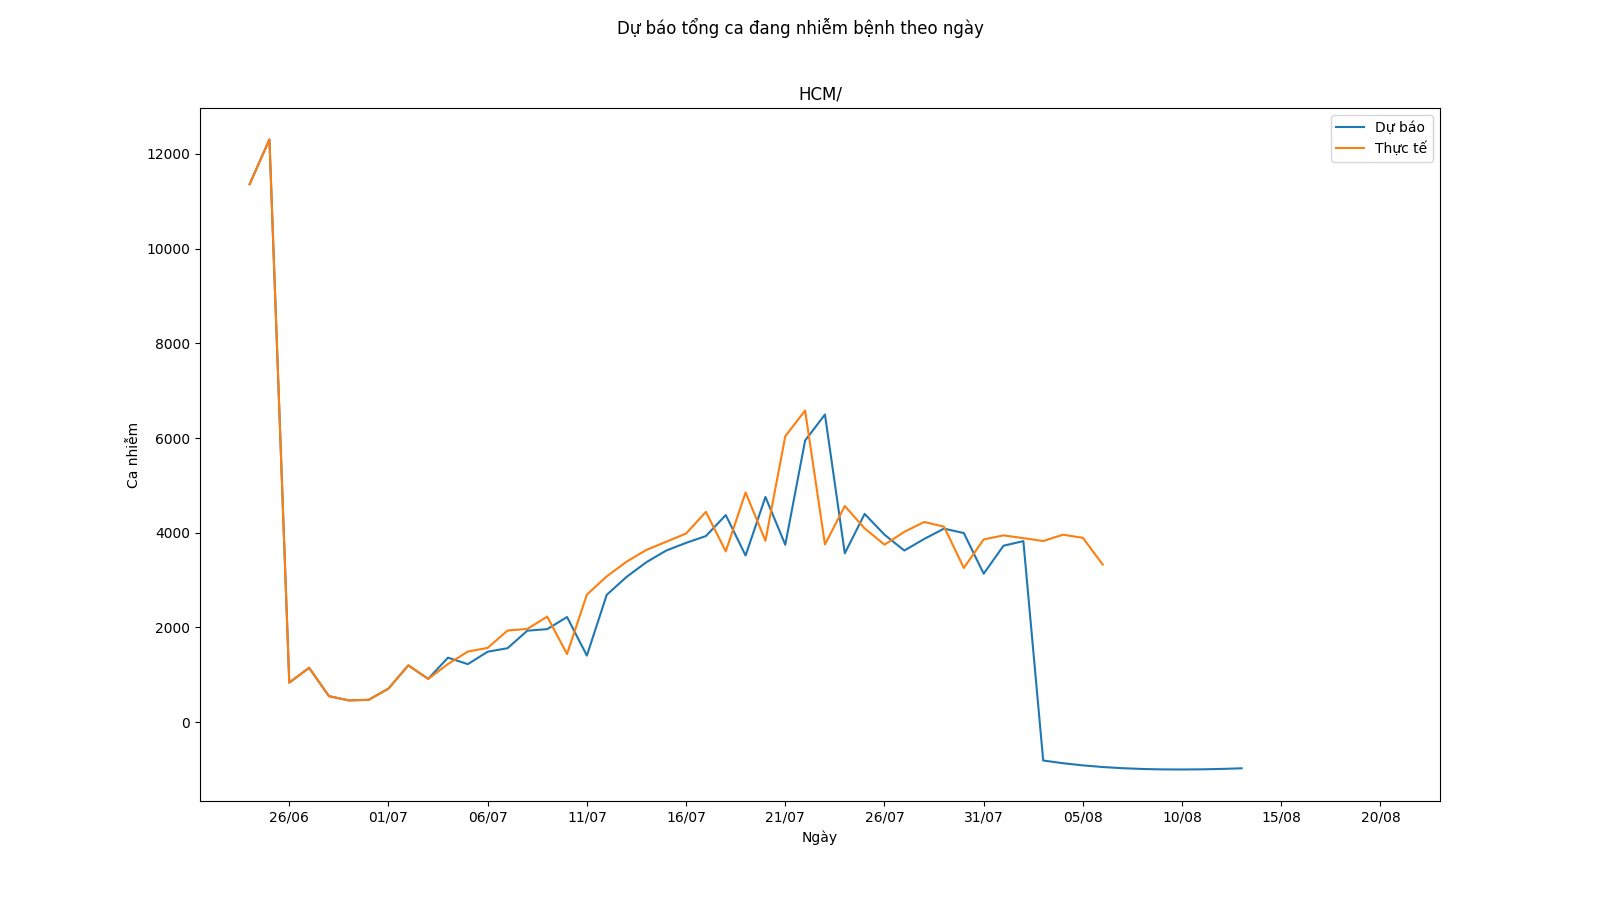 Dự báo tổng ca đang nhiễm bệnh theo ngày
HCM/
Dự báo
Thực tế
12000
10000
8000
6000
4000
2000
0
Ca nhiễm
26/06 01/07 06/07 11/07 16/07 21/07 26/07 31/07 05/08 10/08 15/08 20/08
Ngày